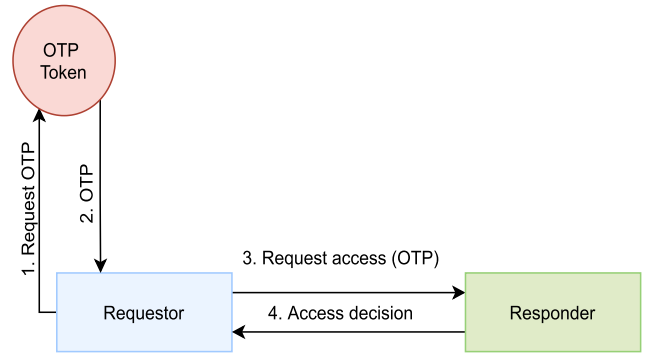 OTP
Token
1. Request OTP
2. OTP
3. Request access (OTP)
Requestor
4. Access decision
Responder